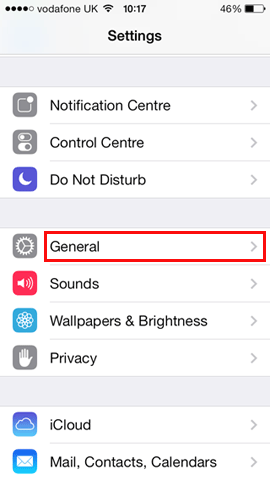 vodafone UK 10:17 46%
Settings
Notification Centre
Control Centre
Do Not Disturb
General
Sounds
Wallpapers & Brightness
Privacy
iCloud
Mail, Contacts, Calendars